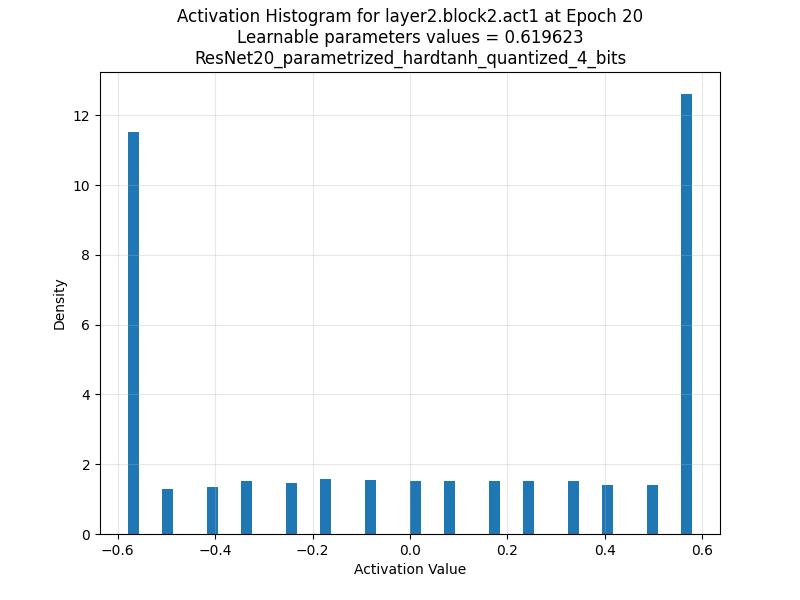 Activation Histogram for layer2.block2.act1 at Epoch 20
Learnable parameters values = 0.619623
ResNet20_parametrized_hardtanh_quantized_4_bits
Density
12
10
8
6
4
2
0
−0.6 −0.4 −0.2 0.0 0.2 0.4 0.6
Activation Value